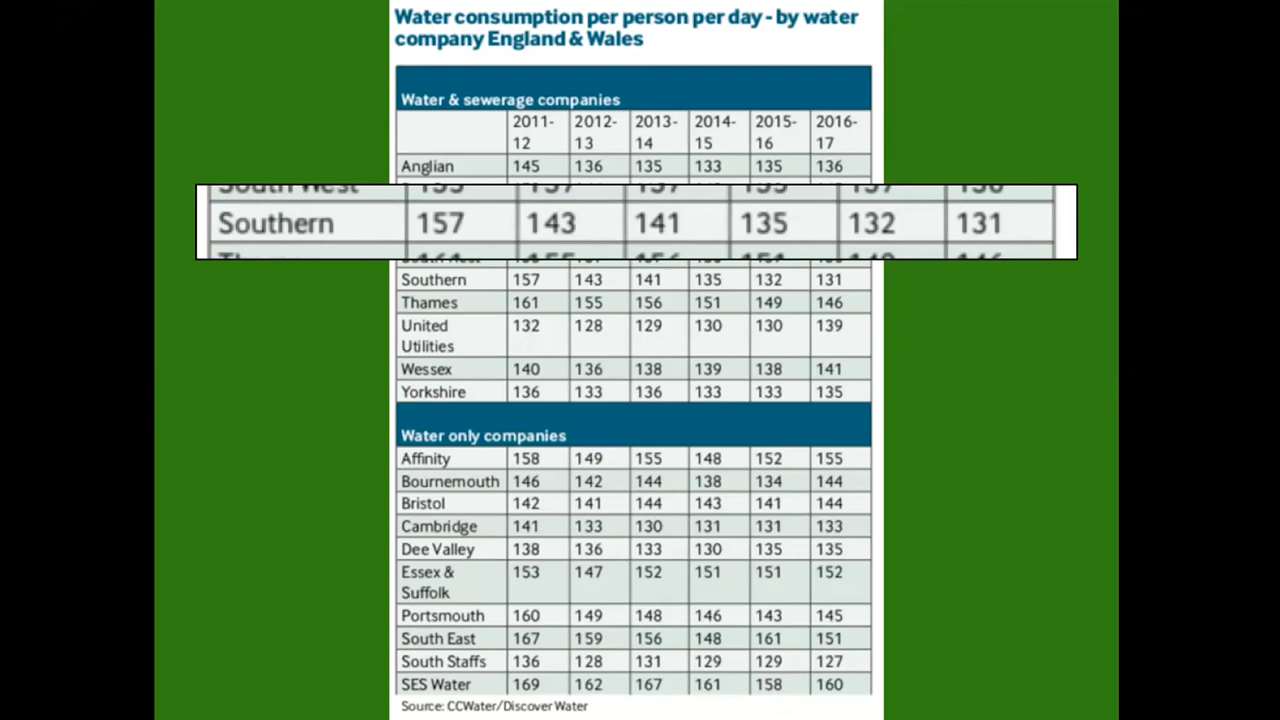 Water consumption per person per day - by water
company England & Wales
Water & sewerage companies
2011- 2012- 2013- 2014- 2015- 2016-
12 13 14 15 16 17
Anglian 145 136 135 133 135 136
Southern 157 143 141 135 132 131
Southern 157 143 141 135 132 131
Thames 161 155 156 151 149 146
United 132 128 129 130 130 139
Utilities
Wessex 140 136 138 139 138 141
Yorkshire 136 133 136 133 133 135
Water only companies
Affinity 158 149 155 148 152 155
Bournemouth 146 142 144 138 134 144
Bristol 142 141 144 143 141 144
Cambridge 141 133 130 131 131 133
Dee Valley 138 136 133 130 135 135
Essex & 153 147 152 151 151 152
Suffolk
Portsmouth 160 149 148 146 143 145
South East 167 159 156 148 161 151
South Staffs 136 128 131 129 129 127
SES Water 169 162 167 161 158 160
Source: CCWater/Discover Water